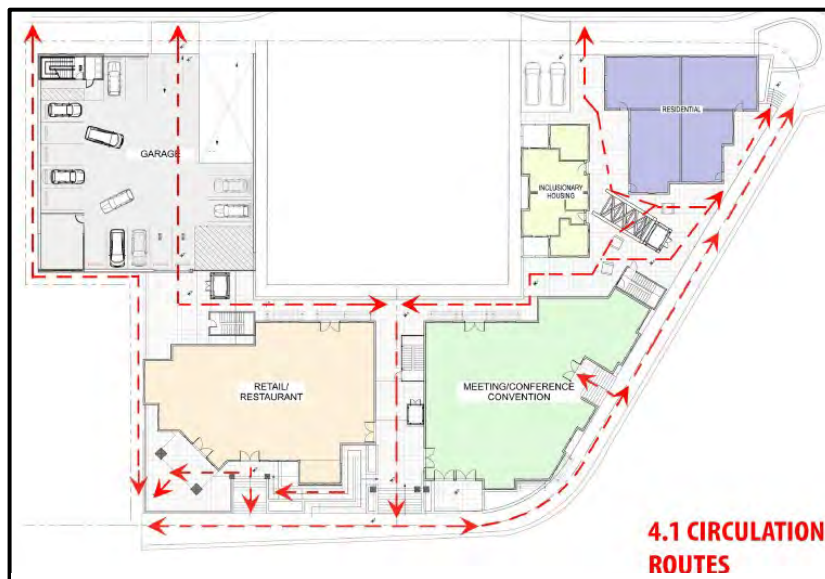 RESIDENTIAL
GARAGE
INCLUSIONARY
HOUSING
RETAIL/
RESTAURANT
MEETING/CONFERENCE
CONVENTION
4.1 CIRCULATION
ROUTES